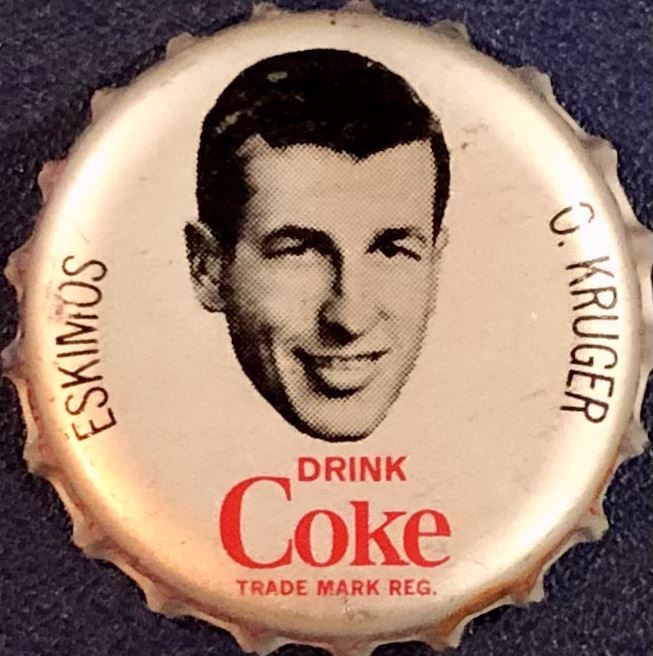 ESKIMOS
O. KRUGER
DRINK
Coke
TRADE MARK REG.